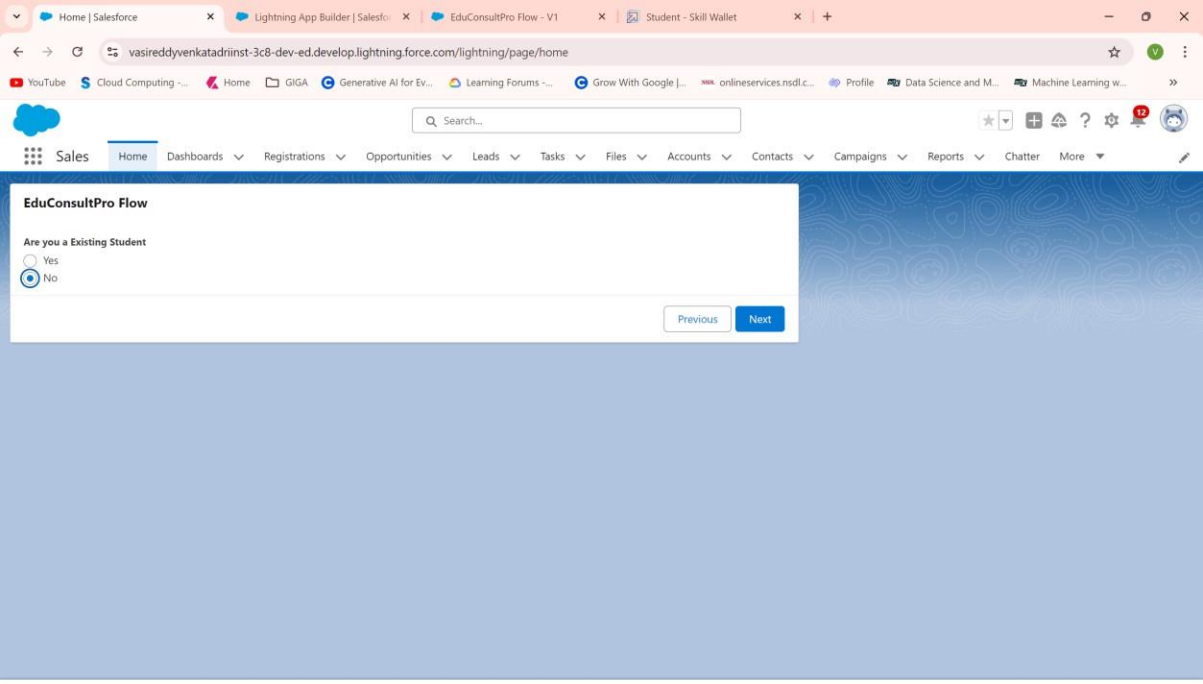 Home | Salesforce
Lightning App Builder | Salesfo
EduConsultPro Flow - V1
Student - Skill Wallet
vasireddyvenkatadriinst-3c8-dev-ed.develop.lightning.force.com/lightning/page/home
V
YouTube Cloud Computing -... Home GIGA Generative AI for Ev... Learning Forums -... Grow With Google |... onlineservices.nsdl.c... Profile Data Science and M... Machine Learning w... »
Search...
12
Sales Home Dashboards Registrations Opportunities Leads Tasks Files Accounts Contacts Campaigns Reports Chatter More
EduConsultPro Flow
Are you a Existing Student
Yes
No
Previous Next